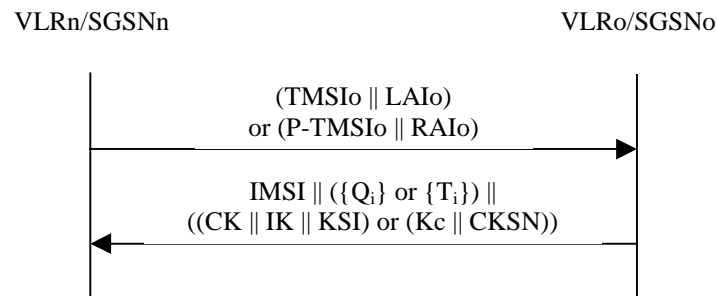 VLRn/SGSNn VLRo/SGSNo
(TMSIo || LAIo)
or (P-TMSIo || RAIo)
IMSI || ({Qi} or {Ti}) ||
((CK || IK || KSI) or (Kc || CKSN))